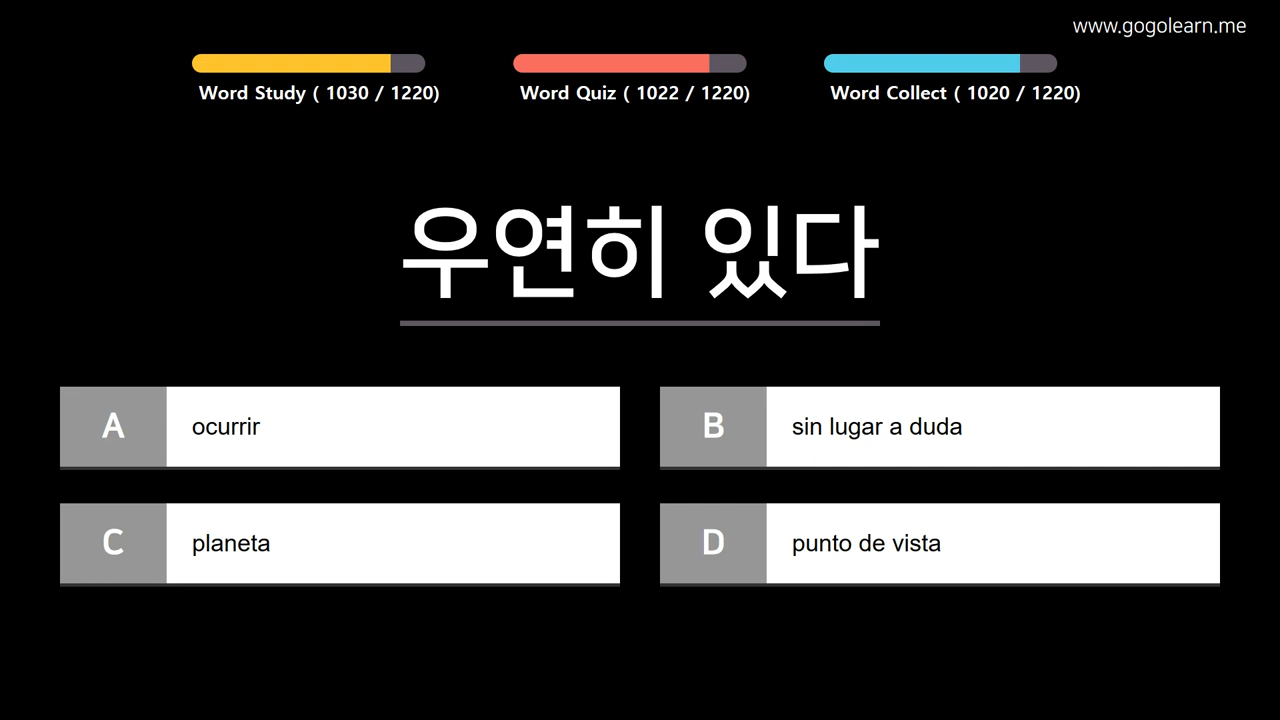 www.gogolearn.me
Word Study ( 1030 / 1220)
Word Quiz ( 1022 / 1220)
Word Collect ( 1020 / 1220)
우연히 있다
A ocurrir
B sin lugar a duda
C planeta
D punto de vista